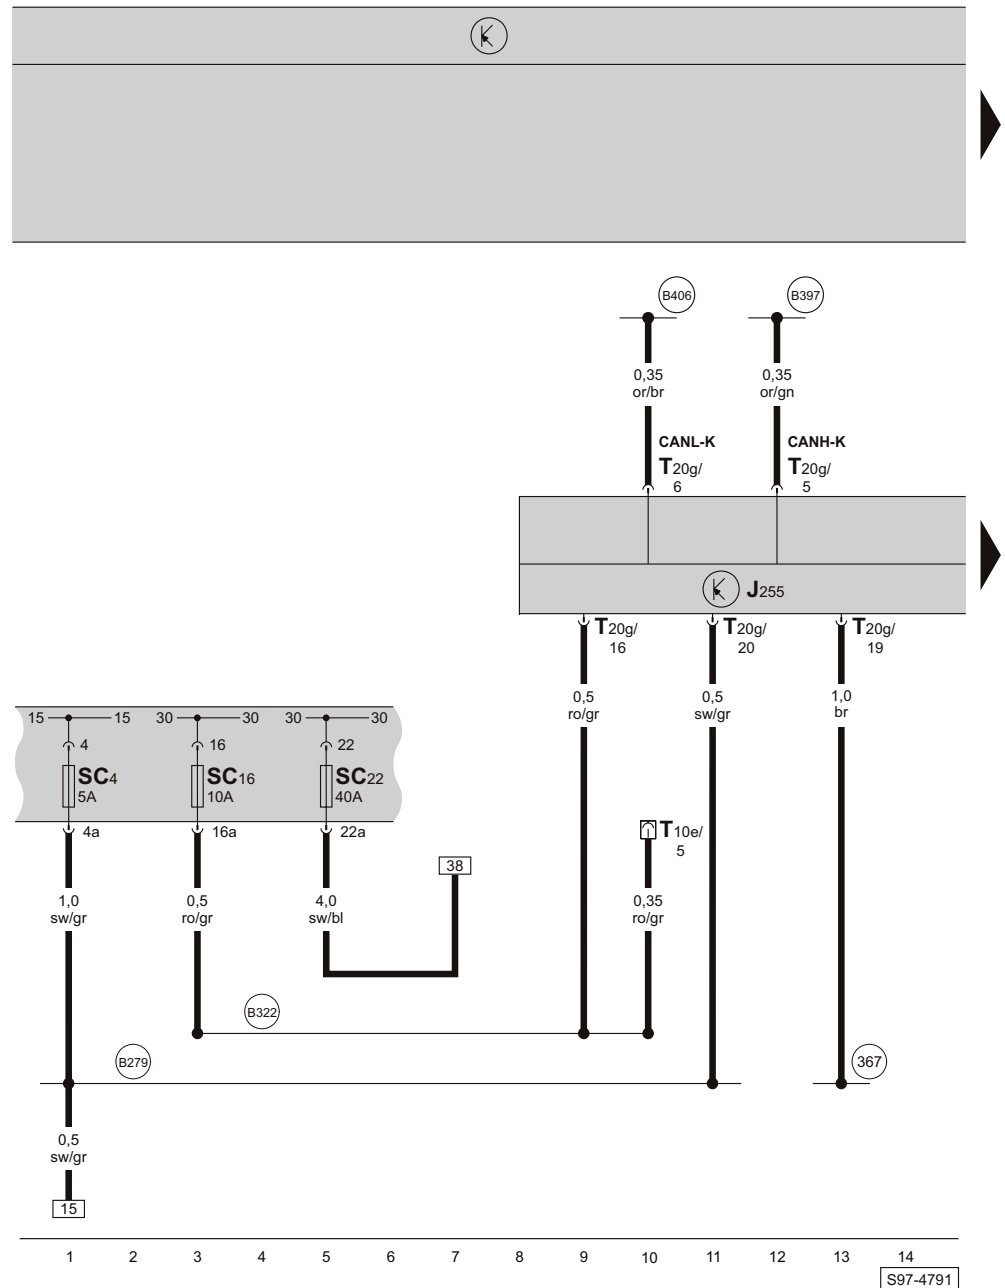 B406 B397
0,35 0,35
or/br or/gn
CANL-K CANH-K
T20g/ T20g/
6 5
J255
T20g/ T20g/ T20g/
16 20 19
0,5 0,5 1,0
ro/gr sw/gr br
15 15 30 30 30 30
4 16 22
SC4 SC16 SC22
5A 10A 40A
4a 16a 22a
T10e/
5
38
1,0 0,5 4,0 0,35
sw/gr ro/gr sw/bl ro/gr
B322
B279 367
0,5
sw/gr
15
1 2 3 4 5 6 7 8 9 10 11 12 13 14
S97-4791